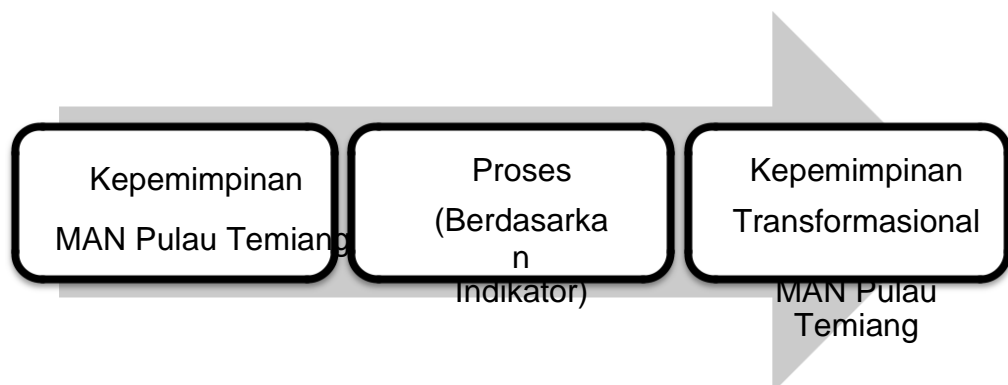 Kepemimpinan
MAN Pulau Temiang
Proses
(Berdasarka
n
Indikator)
Kepemimpinan
Transformasional
MAN Pulau
Temiang